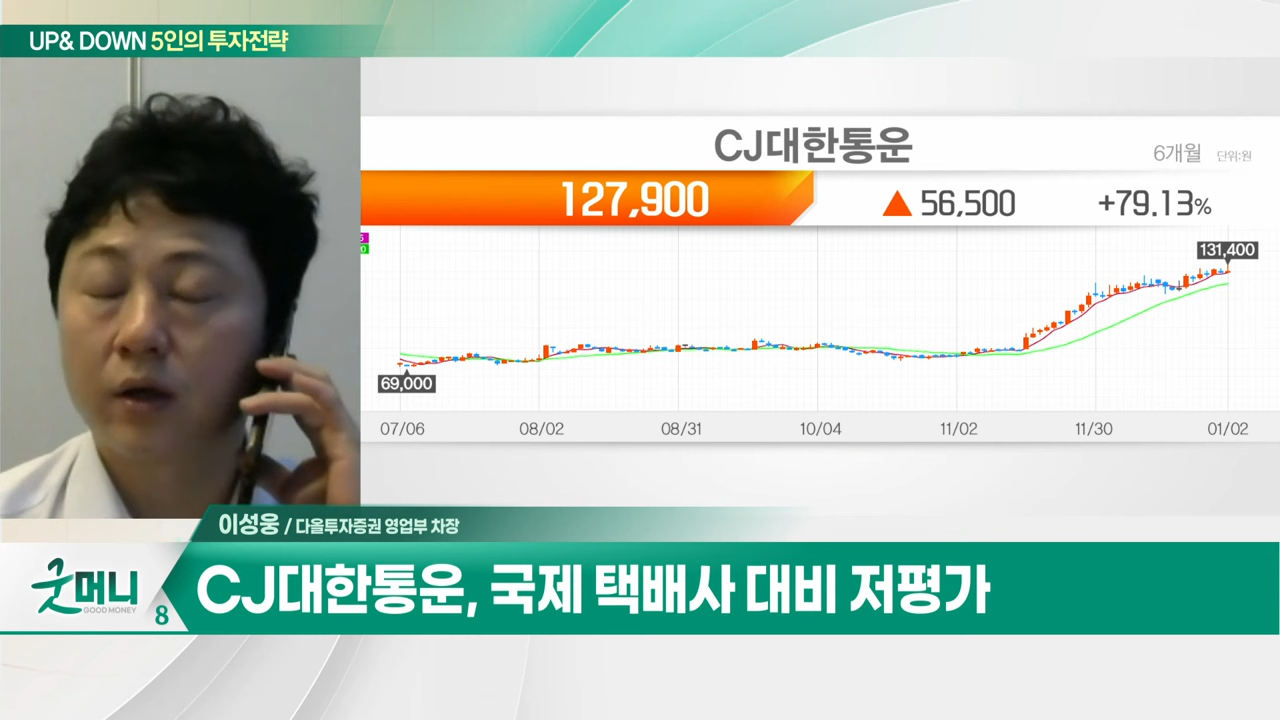 UP& DOWN 5인의 투자전략
CJ대한통운
6개월 단위:원
127,900 ▲ 56,500 +79.13%
131,400
69,000
07/06 08/02 08/31 10/04 11/02 11/30 01/02
이성웅 / 다올투자증권 영업부 차장
굿머니
GOOD MONEY
8
CJ대한통운, 국제 택배사 대비 저평가